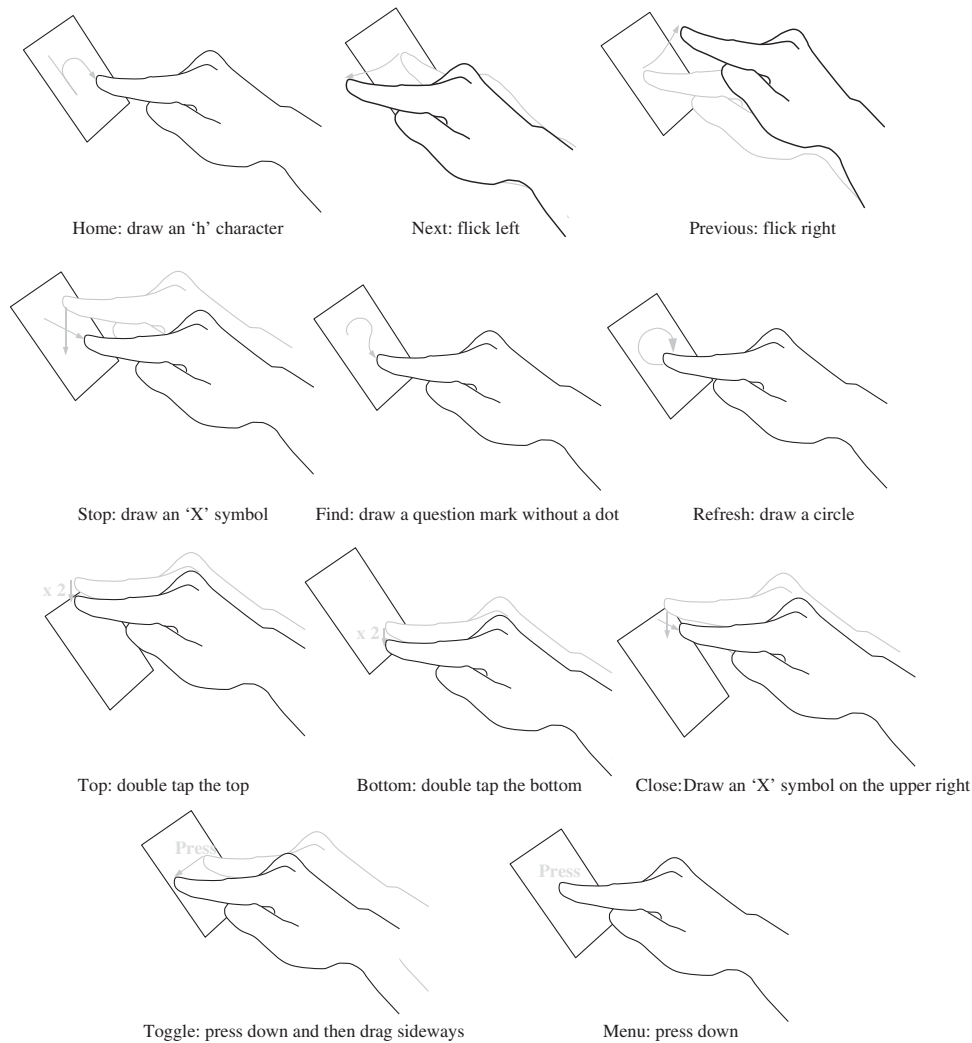 Home: draw an ‘h’ character
Next: flick left
Previous: flick right
Stop: draw an ‘X’ symbol
Find: draw a question mark without a dot
Refresh: draw a circle
x 2
x 2
Top: double tap the top
Bottom: double tap the bottom
Close:Draw an ‘X’ symbol on the upper right
Press
Press
Toggle: press down and then drag sideways
Menu: press down